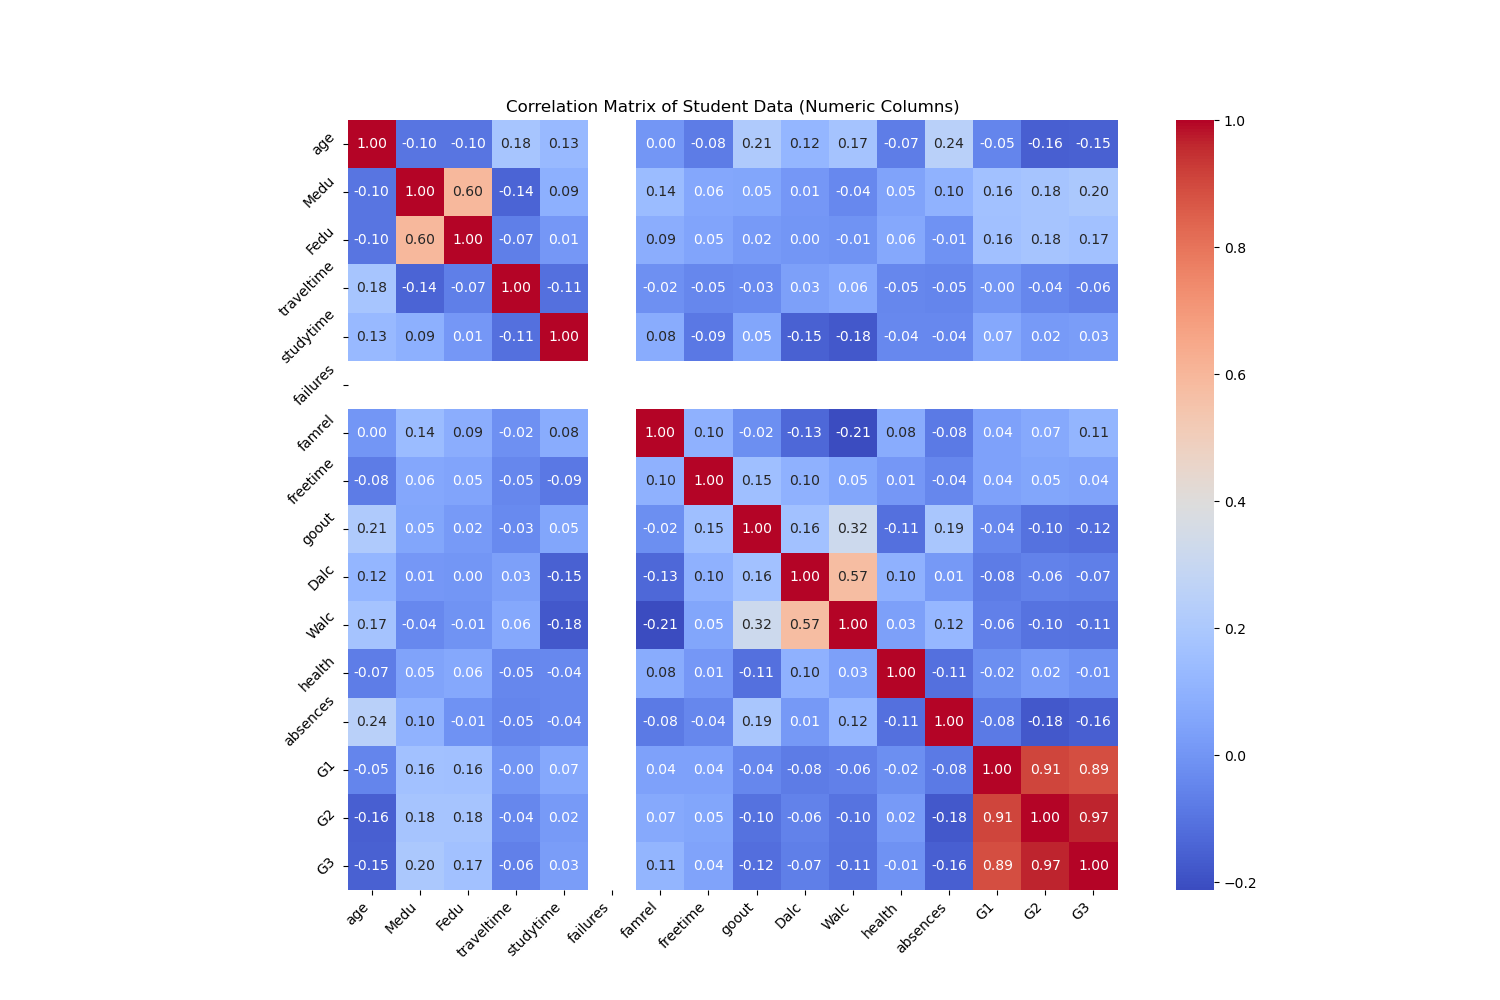 Correlation Matrix of Student Data (Numeric Columns)
age 1.00 -0.10 -0.10 0.18 0.13 0.00 -0.08 0.21 0.12 0.17 -0.07 0.24 -0.05 -0.16 -0.15
Medu -0.10 1.00 0.60 -0.14 0.09 0.14 0.06 0.05 0.01 -0.04 0.05 0.10 0.16 0.18 0.20
Fedu -0.10 0.60 1.00 -0.07 0.01 0.09 0.05 0.02 0.00 -0.01 0.06 -0.01 0.16 0.18 0.17
traveltime 0.18 -0.14 -0.07 1.00 -0.11 -0.02 -0.05 -0.03 0.03 0.06 -0.05 -0.05 -0.00 -0.04 -0.06
studytime 0.13 0.09 0.01 -0.11 1.00 0.08 -0.09 0.05 -0.15 -0.18 -0.04 -0.04 0.07 0.02 0.03
failures
famrel 0.00 0.14 0.09 -0.02 0.08 1.00 0.10 -0.02 -0.13 -0.21 0.08 -0.08 0.04 0.07 0.11
freetime -0.08 0.06 0.05 -0.05 -0.09 0.10 1.00 0.15 0.10 0.05 0.01 -0.04 0.04 0.05 0.04
goout 0.21 0.05 0.02 -0.03 0.05 -0.02 0.15 1.00 0.16 0.32 -0.11 0.19 -0.04 -0.10 -0.12
Dalc 0.12 0.01 0.00 0.03 -0.15 -0.13 0.10 0.16 1.00 0.57 0.10 0.01 -0.08 -0.06 -0.07
Walc 0.17 -0.04 -0.01 0.06 -0.18 -0.21 0.05 0.32 0.57 1.00 0.03 0.12 -0.06 -0.10 -0.11
health -0.07 0.05 0.06 -0.05 -0.04 0.08 0.01 -0.11 0.10 0.03 1.00 -0.11 -0.02 0.02 -0.01
absences 0.24 0.10 -0.01 -0.05 -0.04 -0.08 -0.04 0.19 0.01 0.12 -0.11 1.00 -0.08 -0.18 -0.16
G1 -0.05 0.16 0.16 -0.00 0.07 0.04 0.04 -0.04 -0.08 -0.06 -0.02 -0.08 1.00 0.91 0.89
G2 -0.16 0.18 0.18 -0.04 0.02 0.07 0.05 -0.10 -0.06 -0.10 0.02 -0.18 0.91 1.00 0.97
G3 -0.15 0.20 0.17 -0.06 0.03 0.11 0.04 -0.12 -0.07 -0.11 -0.01 -0.16 0.89 0.97 1.00
age Medu Fedu traveltime studytime failures famrel freetime goout Dalc Walc health absences G1 G2 G3
1.0
0.8
0.6
0.4
0.2
0.0
−0.2